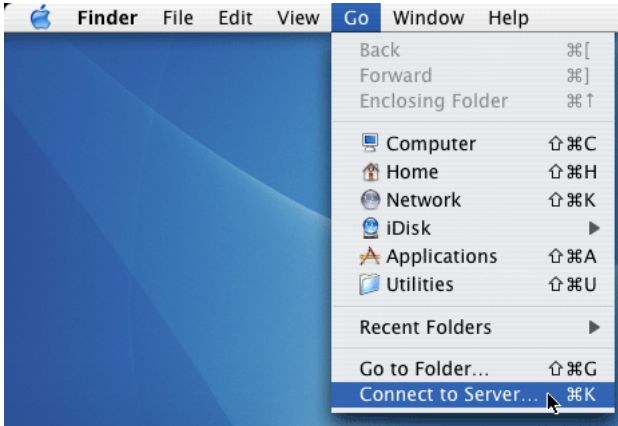 Finder File Edit View Go Window Help
Back ⌘[
Forward ⌘]
Enclosing Folder ⌘↑
Computer ⇧⌘C
Home ⇧⌘H
Network ⇧⌘K
iDisk ▶
Applications ⇧⌘A
Utilities ⇧⌘U
Recent Folders ▶
Go to Folder... ⇧⌘G
Connect to Server... ⌘K